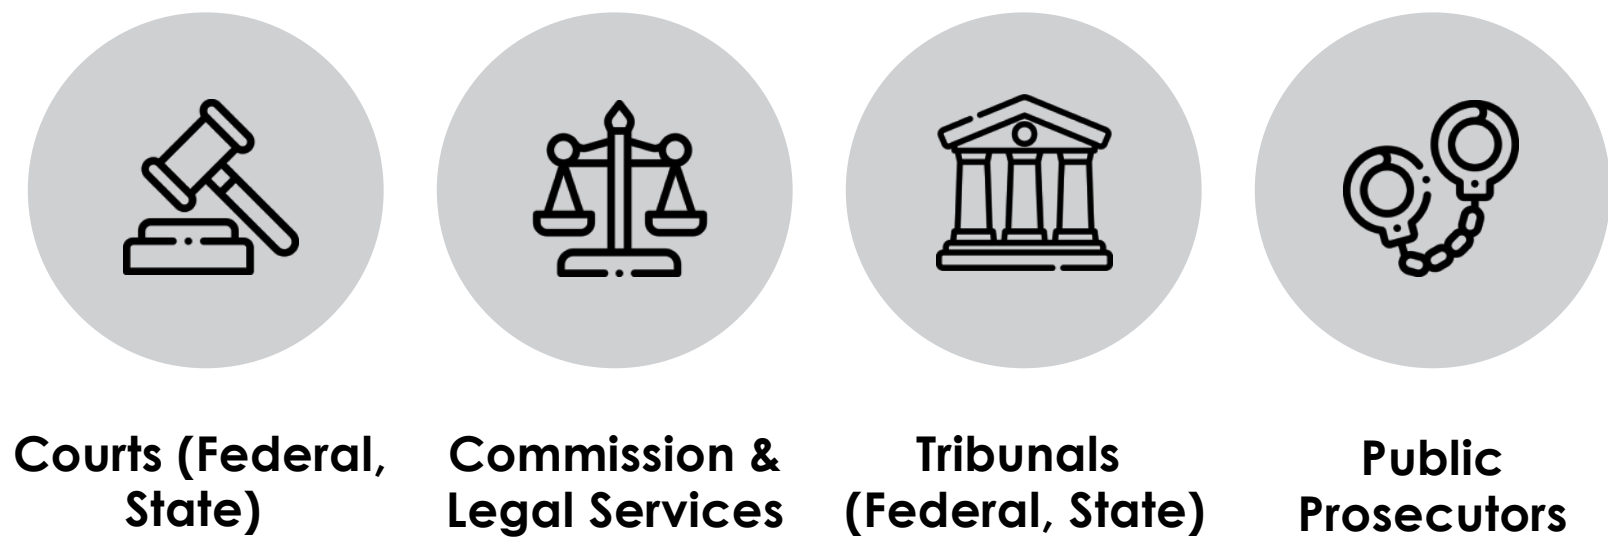 Courts (Federal,
State)
Commission &
Legal Services
Tribunals
(Federal, State)
Public
Prosecutors